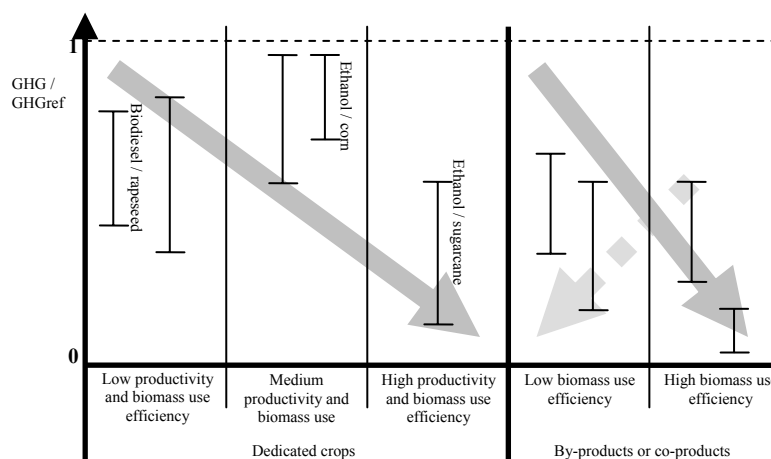 1
GHG /
GHGref
Biodiesel / rapeseed
Ethanol / corn
Ethanol / sugarcane
0
Low productivity
and biomass use
efficiency
Medium
productivity and
biomass use
High productivity
and biomass use
efficiency
Low biomass use
efficiency
High biomass use
efficiency
Dedicated crops
By-products or co-products